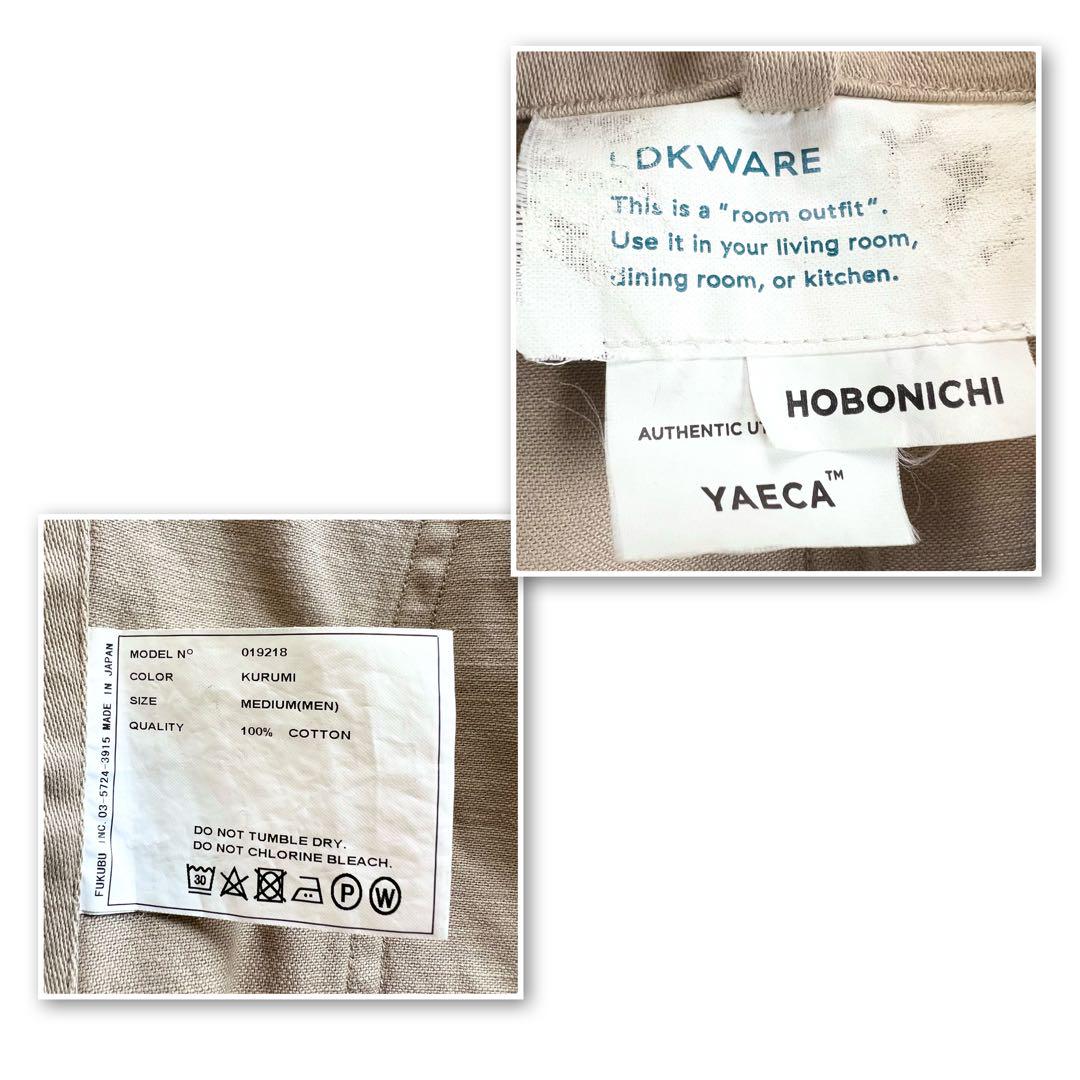 LDKWARE
This is a "room outfit".
Use it in your living room,
dining room, or kitchen.
HOBONICHI
AUTHENTIC
YAECA™
MODEL Nº 019218
COLOR KURUMI
SIZE MEDIUM(MEN)
QUALITY 100% COTTON
DO NOT TUMBLE DRY.
DO NOT CHLORINE BLEACH.
30
P
W
FUKUBU INC.03-5724-3915 MADE IN JAPAN